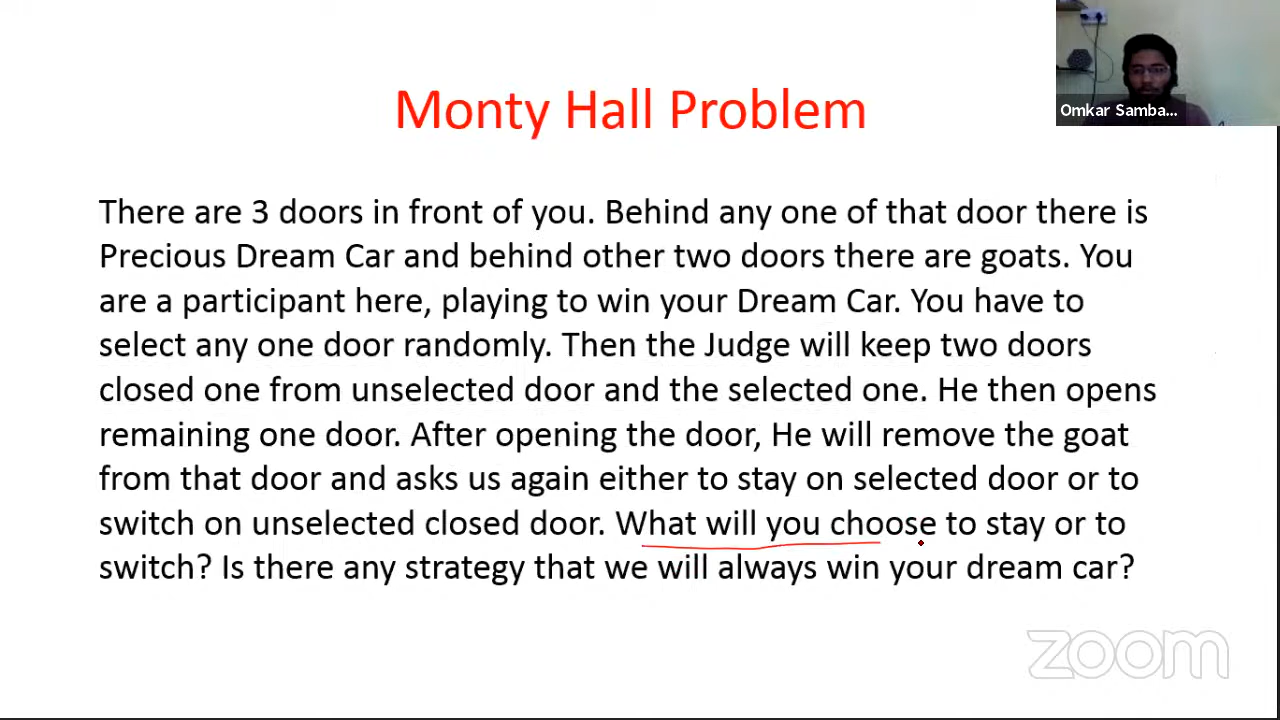 Omkar Samba...
Monty Hall Problem
There are 3 doors in front of you. Behind any one of that door there is
Precious Dream Car and behind other two doors there are goats. You
are a participant here, playing to win your Dream Car. You have to
select any one door randomly. Then the Judge will keep two doors
closed one from unselected door and the selected one. He then opens
remaining one door. After opening the door, He will remove the goat
from that door and asks us again either to stay on selected door or to
switch on unselected closed door. What will you choose to stay or to
switch? Is there any strategy that we will always win your dream car?
zoom